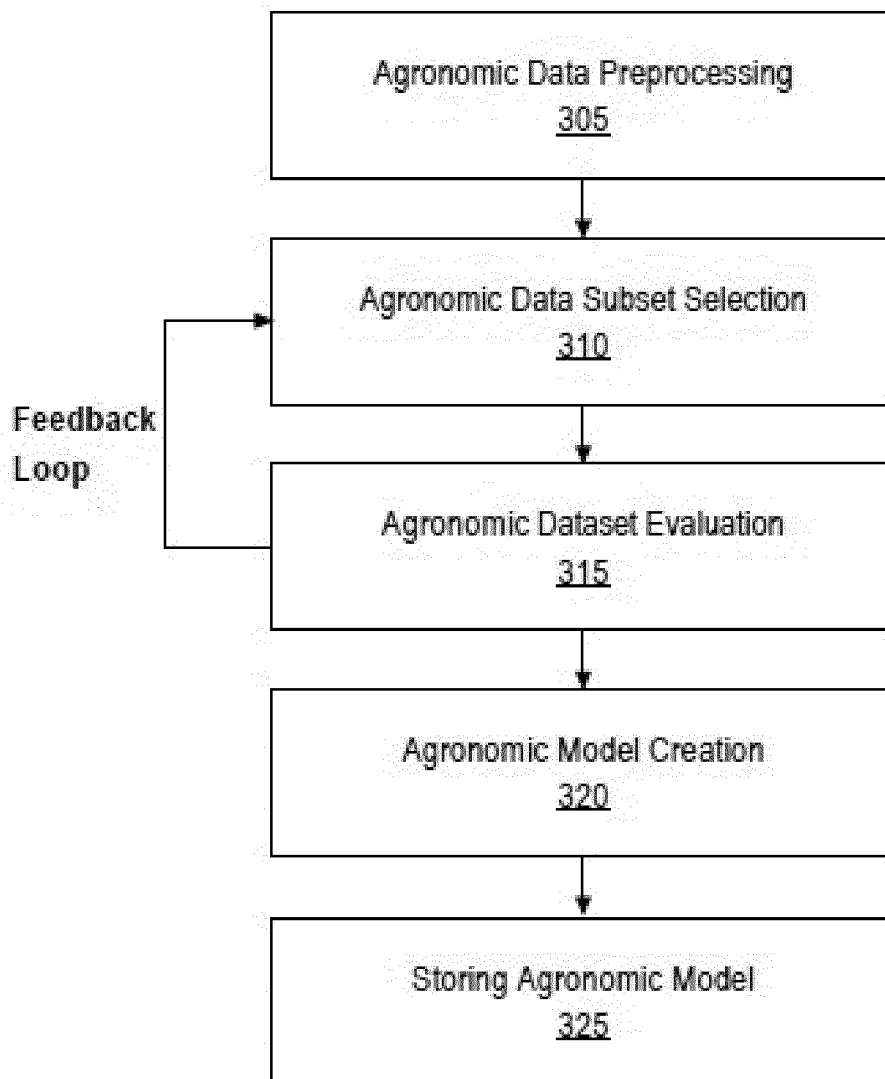 Agronomic Data Preprocessing
305
Agronomic Data Subset Selection
310
Feedback
Loop
Agronomic Dataset Evaluation
315
Agronomic Model Creation
320
Storing Agronomic Model
325